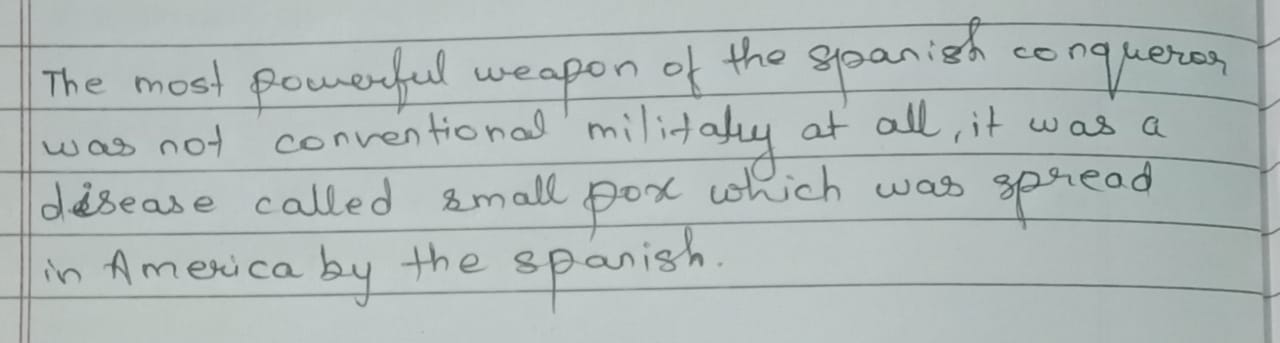 The most powerful weapon of the spanish conqueror
was not conventional military at all, it was a
disease called small pox which was spread
in America by the spanish.